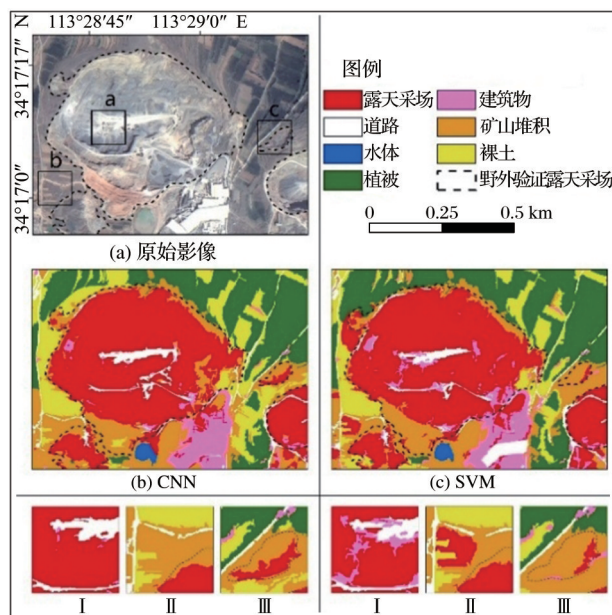 N 113°28′45″ 113°29′0″ E
34°17′17″
34°17′0″
a
b
c
(a) 原始影像
图例
露天采场 建筑物
道路 矿山堆积
水体 裸土
植被 野外验证露天采场
0 0.25 0.5 km
(b) CNN (c) SVM
I II III I II III